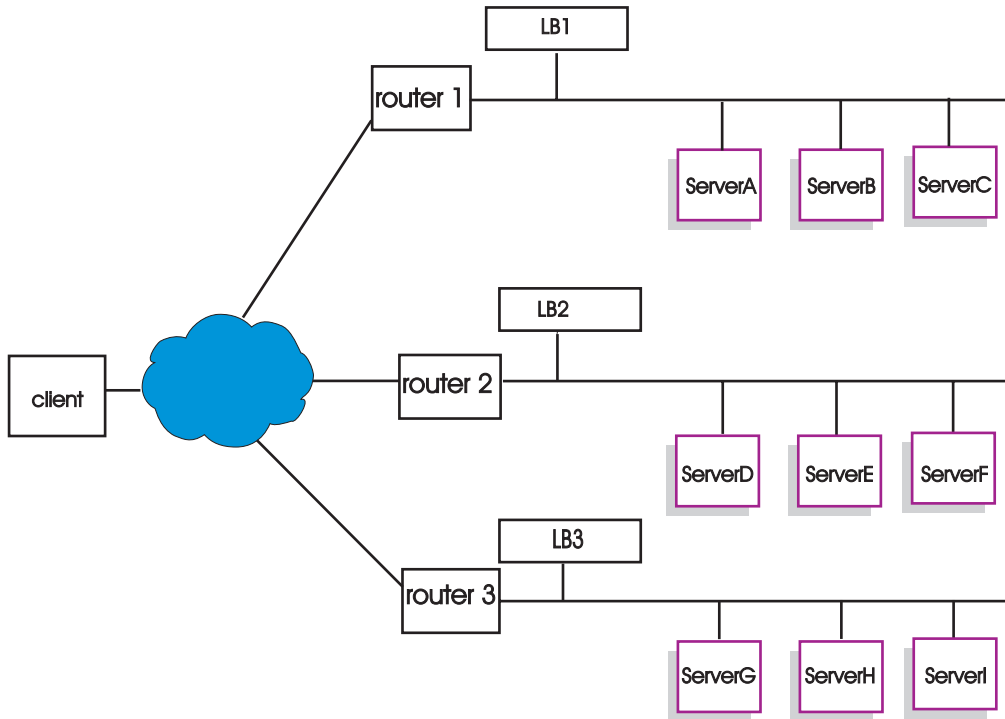 LB1
router 1
ServerA
ServerB
ServerC
LB2
client
router 2
ServerD
ServerE
ServerF
LB3
router 3
ServerG
ServerH
ServerI